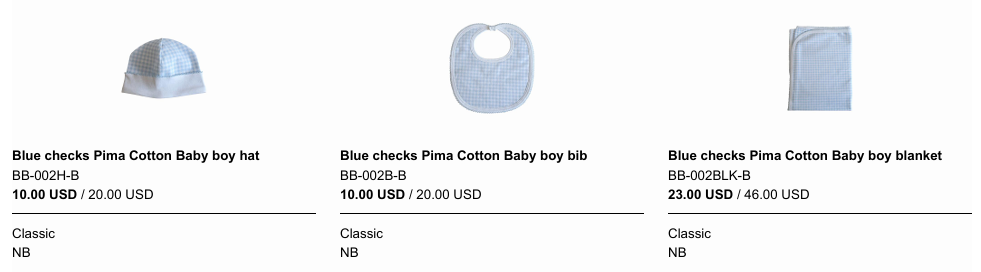 Blue checks Pima Cotton Baby boy hat
BB-002H-B
10.00 USD / 20.00 USD
Classic
NB
Blue checks Pima Cotton Baby boy bib
BB-002B-B
10.00 USD / 20.00 USD
Classic
NB
Blue checks Pima Cotton Baby boy blanket
BB-002BLK-B
23.00 USD / 46.00 USD
Classic
NB